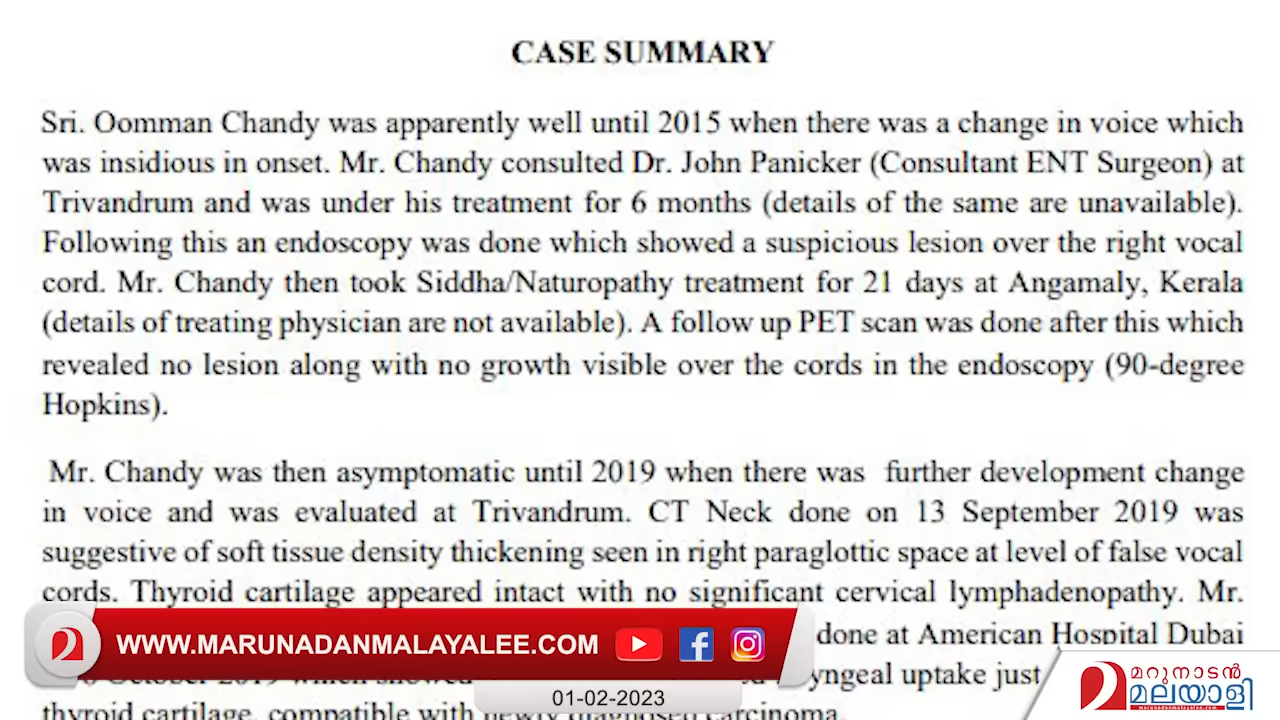 CASE SUMMARY
Sri. Oomman Chandy was apparently well until 2015 when there was a change in voice which
was insidious in onset. Mr. Chandy consulted Dr. John Panicker (Consultant ENT Surgeon) at
Trivandrum and was under his treatment for 6 months (details of the same are unavailable).
Following this an endoscopy was done which showed a suspicious lesion over the right vocal
cord. Mr. Chandy then took Siddha/Naturopathy treatment for 21 days at Angamaly, Kerala
(details of treating physician are not available). A follow up PET scan was done after this which
revealed no lesion along with no growth visible over the cords in the endoscopy (90-degree
Hopkins).
Mr. Chandy was then asymptomatic until 2019 when there was further development change
in voice and was evaluated at Trivandrum. CT Neck done on 13 September 2019 was
suggestive of soft tissue density thickening seen in right paraglottic space at level of false vocal
cords. Thyroid cartilage appeared intact with no significant cervical lymphadenopathy. Mr.
done at American Hospital Dubai
uptake just
thyroid cartilage, compatible with newly diagnosed carcinoma.
WWW.MARUNADANMALAYALEE.COM
01-02-2023
മറുനാടൻ
മലയാളി
marunadanmalayalee.com